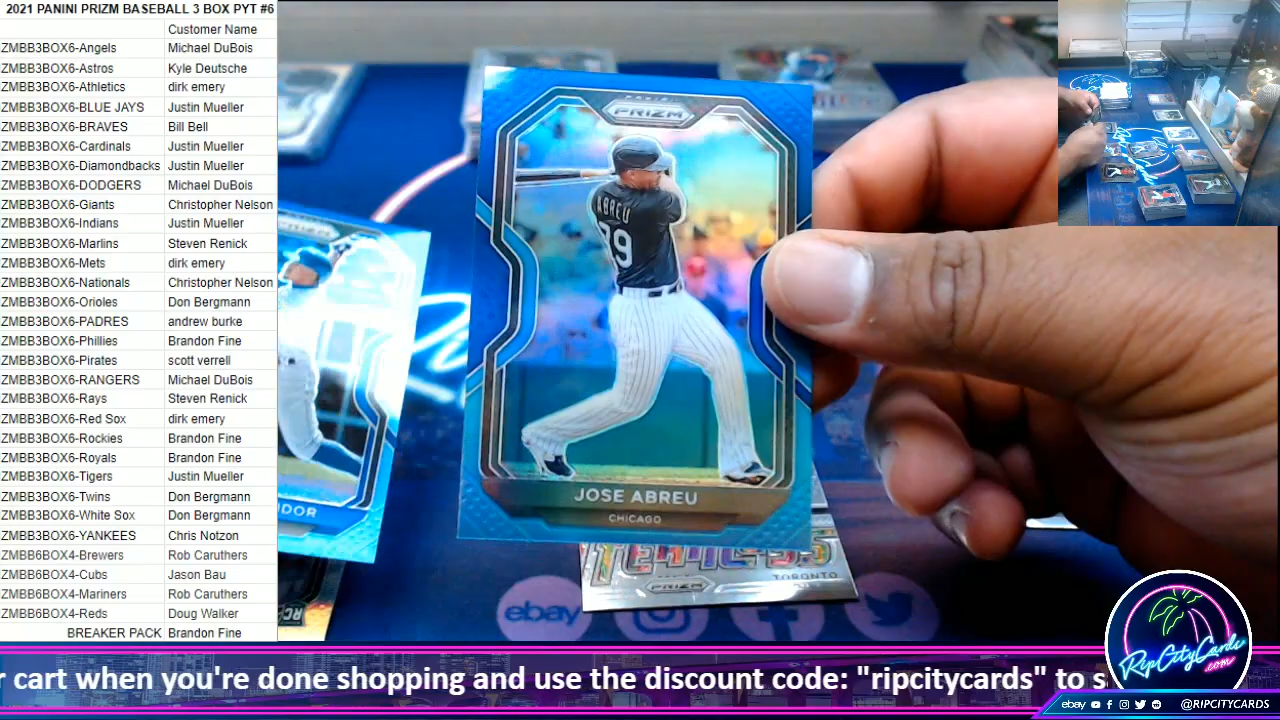 2021 PANINI PRIZM BASEBALL 3 BOX PYT #6
Customer Name
ZMBB3BOX6-Angels Michael DuBois
ZMBB3BOX6-Astros Kyle Deutsche
ZMBB3BOX6-Athletics dirk emery
ZMBB3BOX6-BLUE JAYS Justin Mueller
ZMBB3BOX6-BRAVES Bill Bell
ZMBB3BOX6-Cardinals Justin Mueller
ZMBB3BOX6-Diamondbacks Justin Mueller
ZMBB3BOX6-DODGERS Michael DuBois
ZMBB3BOX6-Giants Christopher Nelson
ZMBB3BOX6-Indians Justin Mueller
ZMBB3BOX6-Marlins Steven Renick
ZMBB3BOX6-Mets dirk emery
ZMBB3BOX6-Nationals Christopher Nelson
ZMBB3BOX6-Orioles Don Bergmann
ZMBB3BOX6-PADRES andrew burke
ZMBB3BOX6-Phillies Brandon Fine
ZMBB3BOX6-Pirates scott verrell
ZMBB3BOX6-RANGERS Michael DuBois
ZMBB3BOX6-Rays Steven Renick
ZMBB3BOX6-Red Sox dirk emery
ZMBB3BOX6-Rockies Brandon Fine
ZMBB3BOX6-Royals Brandon Fine
ZMBB3BOX6-Tigers Justin Mueller
ZMBB3BOX6-Twins Don Bergmann
ZMBB3BOX6-White Sox Don Bergmann
ZMBB3BOX6-YANKEES Chris Notzon
ZMBB6BOX4-Brewers Rob Caruthers
ZMBB6BOX4-Cubs Jason Bau
ZMBB6BOX4-Mariners Rob Caruthers
ZMBB6BOX4-Reds Doug Walker
BREAKER PACK Brandon Fine
PANINI
PRIZM
ABREU
79
JOSE ABREU
CHICAGO
NDOR
RC
TORONTO
PRIZM
ebay
r cart when you're done shopping and use the discount code: "ripcitycards" to s
RipCityCards
.com
ebay @RIPCITYCARDS